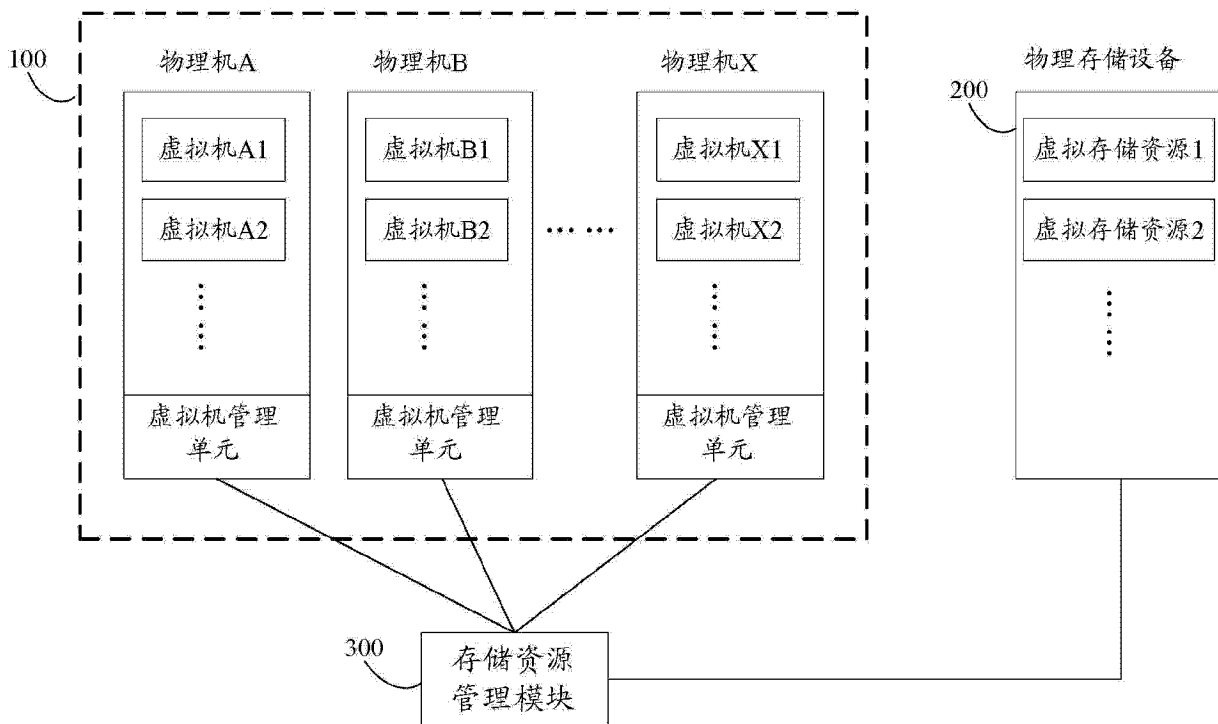 100
物理机A
物理机B
物理机X
物理存储设备
200
虚拟机A1
虚拟机B1
虚拟机X1
虚拟存储资源1
虚拟机A2
虚拟机B2
…… 
虚拟机X2
虚拟存储资源2
虚拟机管理
单元
虚拟机管理
单元
虚拟机管理
单元
300
存储资源
管理模块